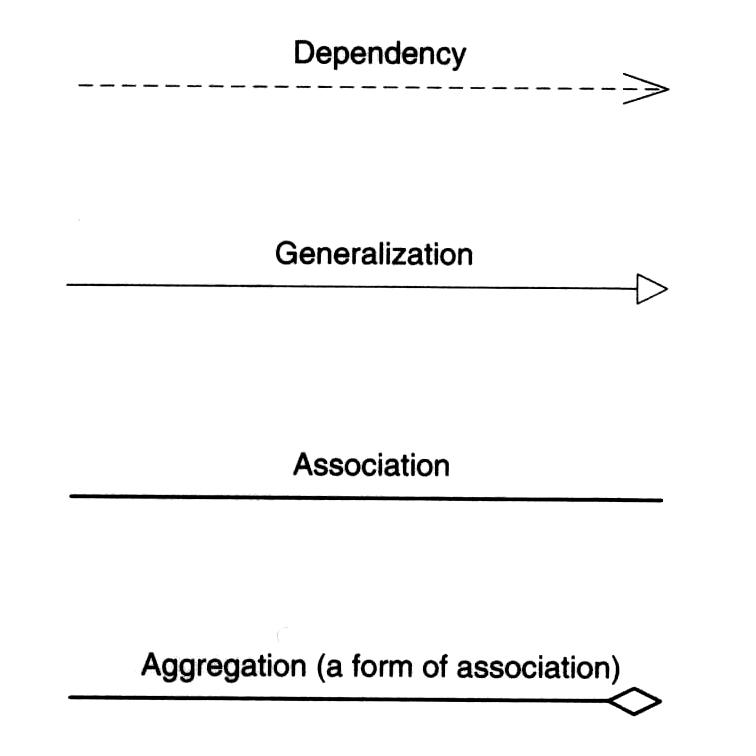 Dependency
Generalization
Association
Aggregation (a form of association)